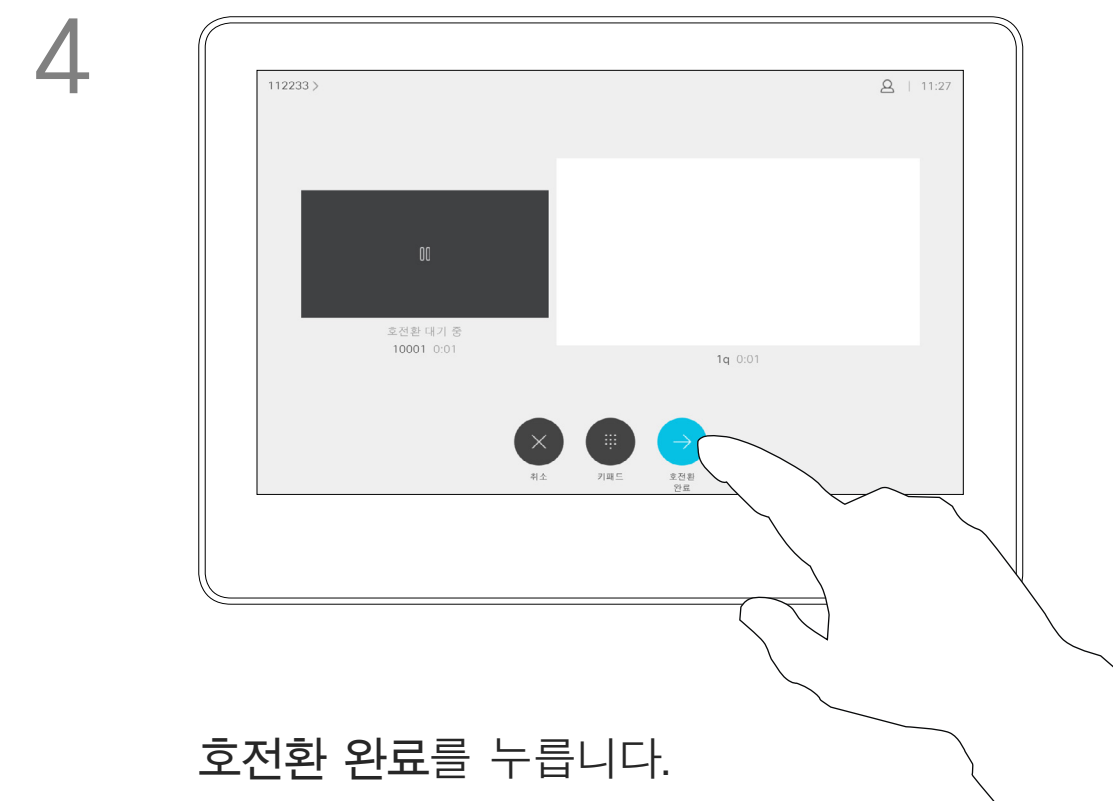 4
112233 >
| 11:27
호전환 대기 중
10001 0:01
1q 0:01
취소
키패드
호전환
완료
호전환 완료를 누릅니다.